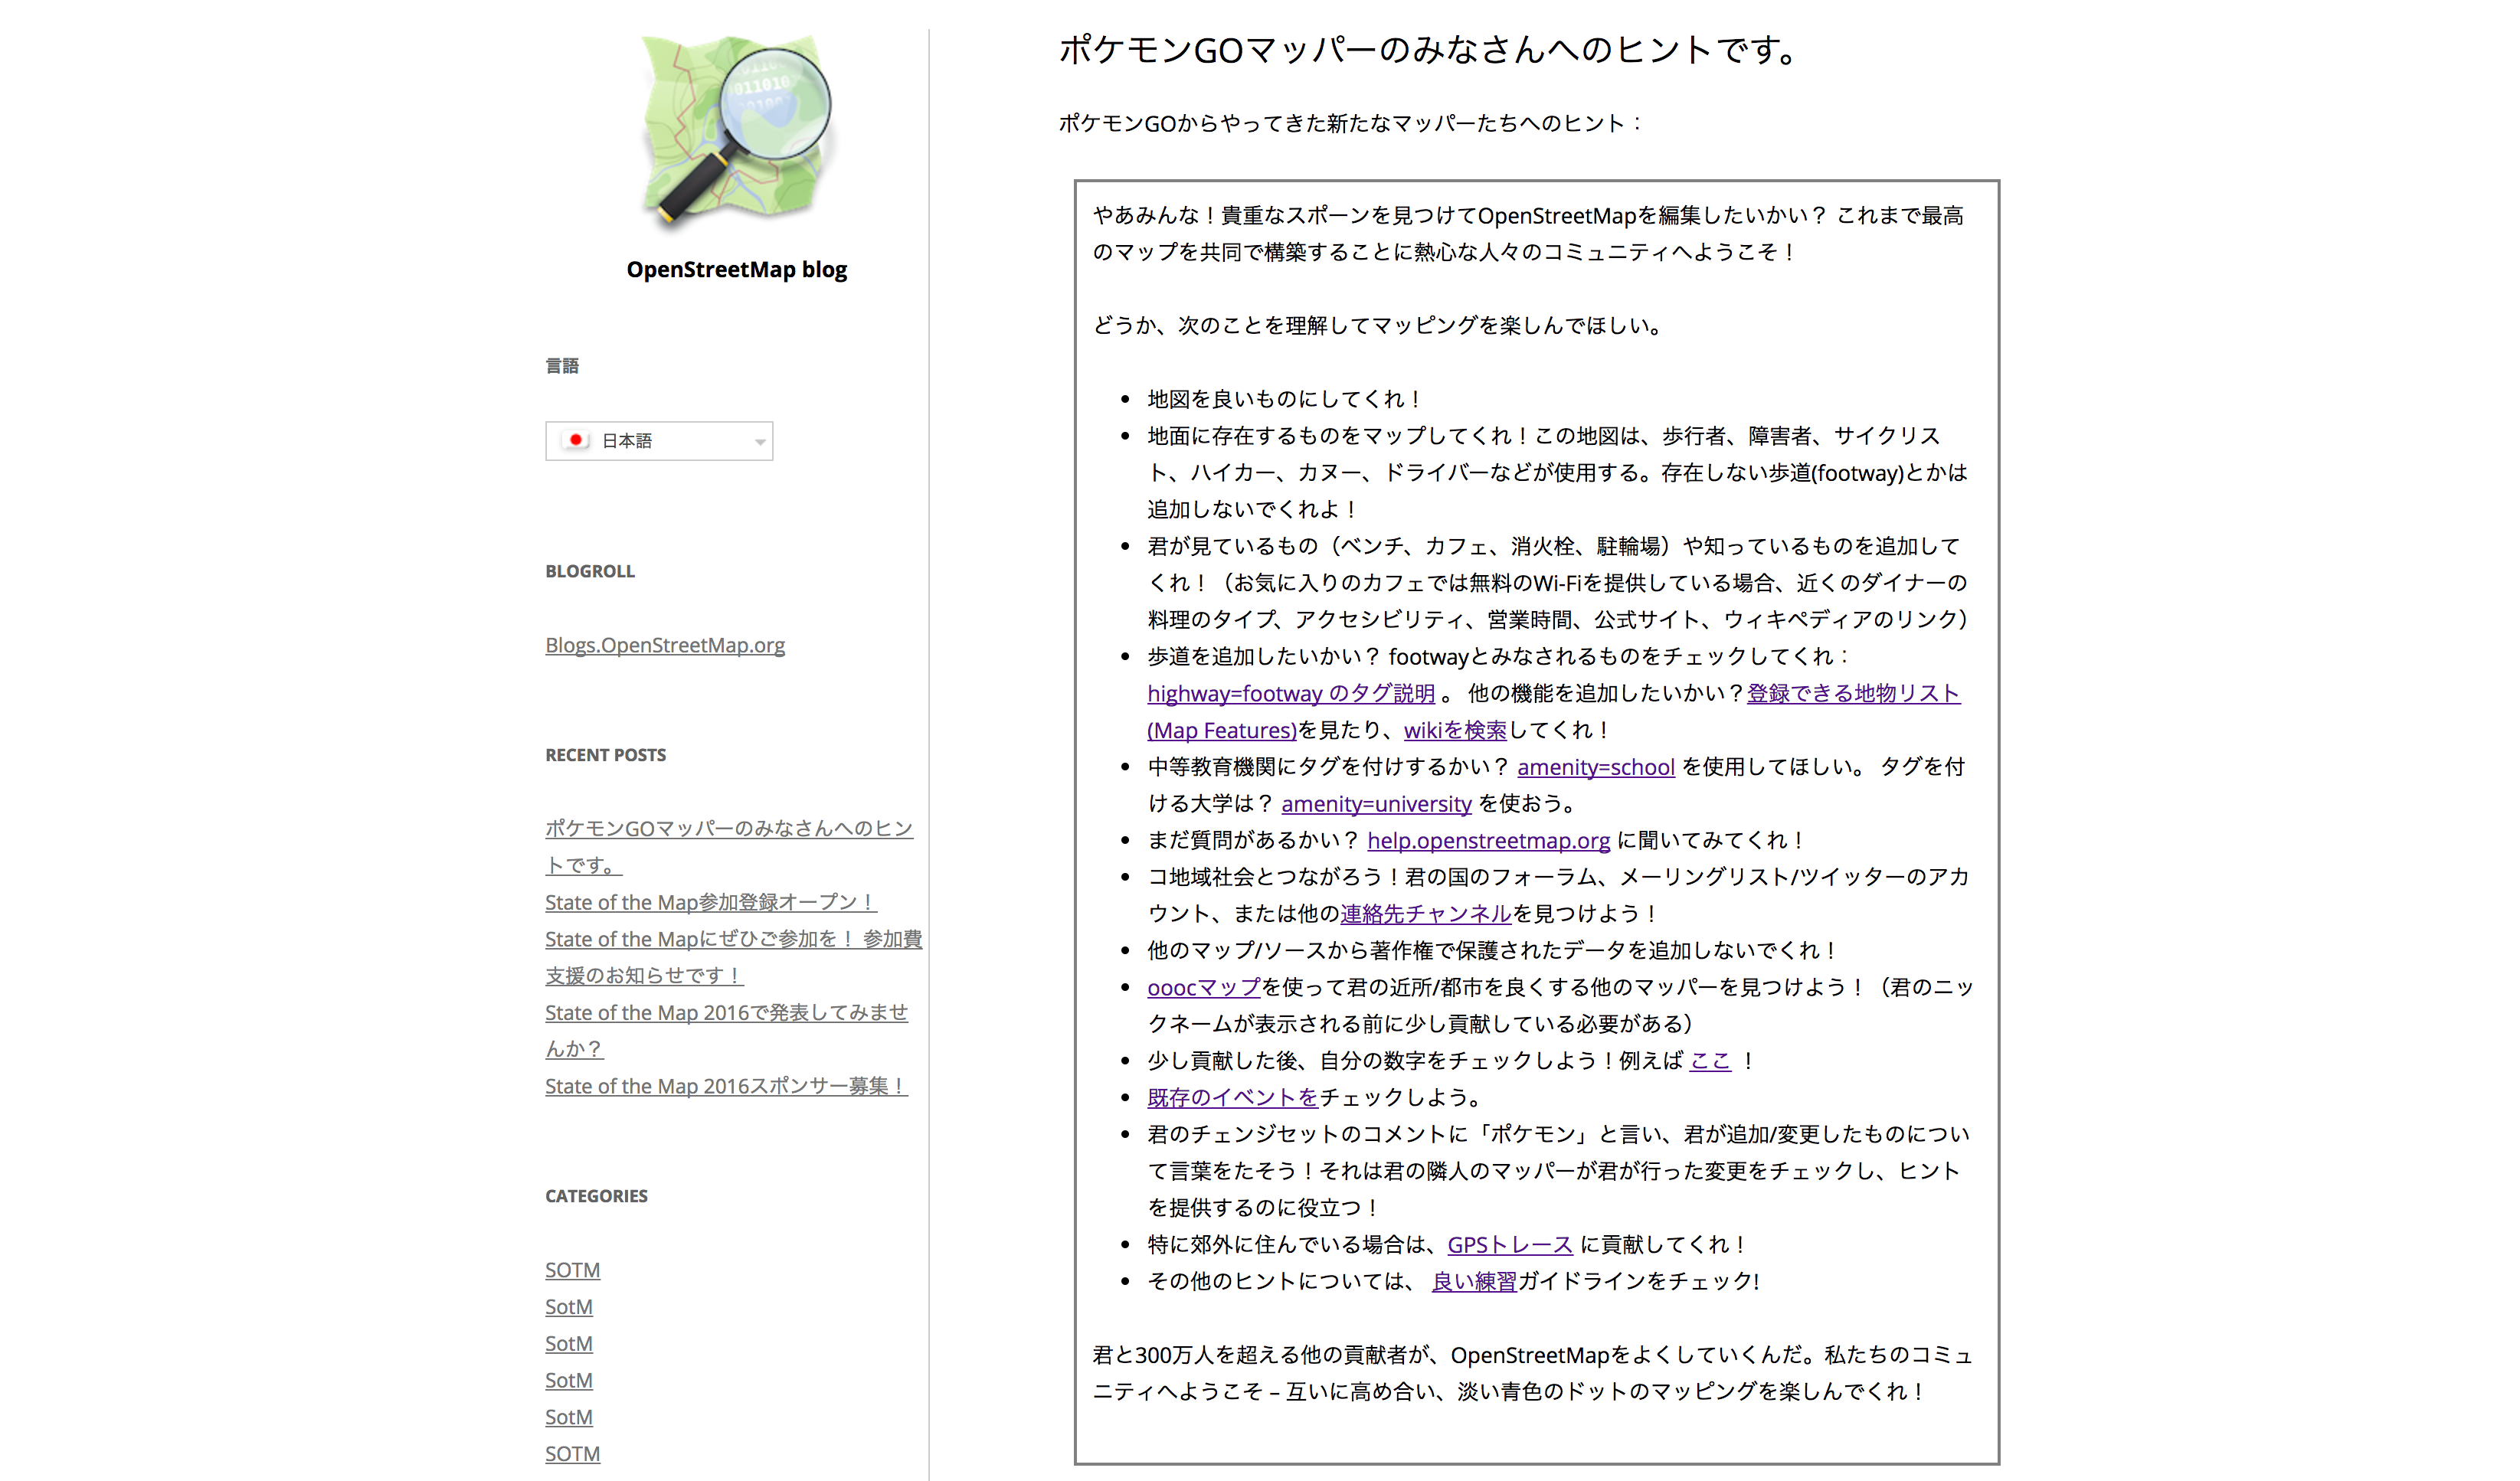 OpenStreetMap blog
言語
日本語
BLOGROLL
Blogs.OpenStreetMap.org
RECENT POSTS
ポケモンGOマッパーのみなさんへのヒン
トです。
State of the Map参加登録オープン！
State of the Mapにぜひご参加を！ 参加費
支援のお知らせです！
State of the Map 2016で発表してみませ
んか？
State of the Map 2016スポンサー募集！
CATEGORIES
SOTM
SotM
SotM
SotM
SotM
SOTM
ポケモンGOマッパーのみなさんへのヒントです。
ポケモンGOからやってきた新たなマッパーたちへのヒント：
やあみんな！貴重なスポーンを見つけてOpenStreetMapを編集したいかい？ これまで最高
のマップを共同で構築することに熱心な人々のコミュニティへようこそ！
どうか、次のことを理解してマッピングを楽しんでほしい。
• 地図を良いものにしてくれ！
• 地面に存在するものをマップしてくれ！この地図は、歩行者、障害者、サイクリス
ト、ハイカー、カヌー、ドライバーなどが使用する。存在しない歩道(footway)とかは
追加しないでくれよ！
• 君が見ているもの（ベンチ、カフェ、消火栓、駐輪場）や知っているものを追加して
くれ！（お気に入りのカフェでは無料のWi-Fiを提供している場合、近くのダイナーの
料理のタイプ、アクセシビリティ、営業時間、公式サイト、ウィキペディアのリンク）
• 歩道を追加したいかい？ footwayとみなされるものをチェックしてくれ：
highway=footway のタグ説明 。 他の機能を追加したいかい？登録できる地物リスト
(Map Features)を見たり、wikiを検索してくれ！
• 中等教育機関にタグを付けするかい？ amenity=school を使用してほしい。 タグを付
ける大学は？ amenity=university を使おう。
• まだ質問があるかい？ help.openstreetmap.org に聞いてみてくれ！
• コ地域社会とつながろう！君の国のフォーラム、メーリングリスト/ツイッターのアカ
ウント、または他の連絡先チャンネルを見つけよう！
• 他のマップ/ソースから著作権で保護されたデータを追加しないでくれ！
• ooocマップを使って君の近所/都市を良くする他のマッパーを見つけよう！（君のニッ
クネームが表示される前に少し貢献している必要がある）
• 少し貢献した後、自分の数字をチェックしよう！例えば ここ ！
• 既存のイベントをチェックしよう。
• 君のチェンジセットのコメントに「ポケモン」と言い、君が追加/変更したものについ
て言葉をたそう！それは君の隣人のマッパーが君が行った変更をチェックし、ヒント
を提供するのに役立つ！
• 特に郊外に住んでいる場合は、GPSトレース に貢献してくれ！
• その他のヒントについては、 良い練習ガイドラインをチェック!
君と300万人を超える他の貢献者が、OpenStreetMapをよくしていくんだ。私たちのコミュ
ニティへようこそ – 互いに高め合い、淡い青色のドットのマッピングを楽しんでくれ！